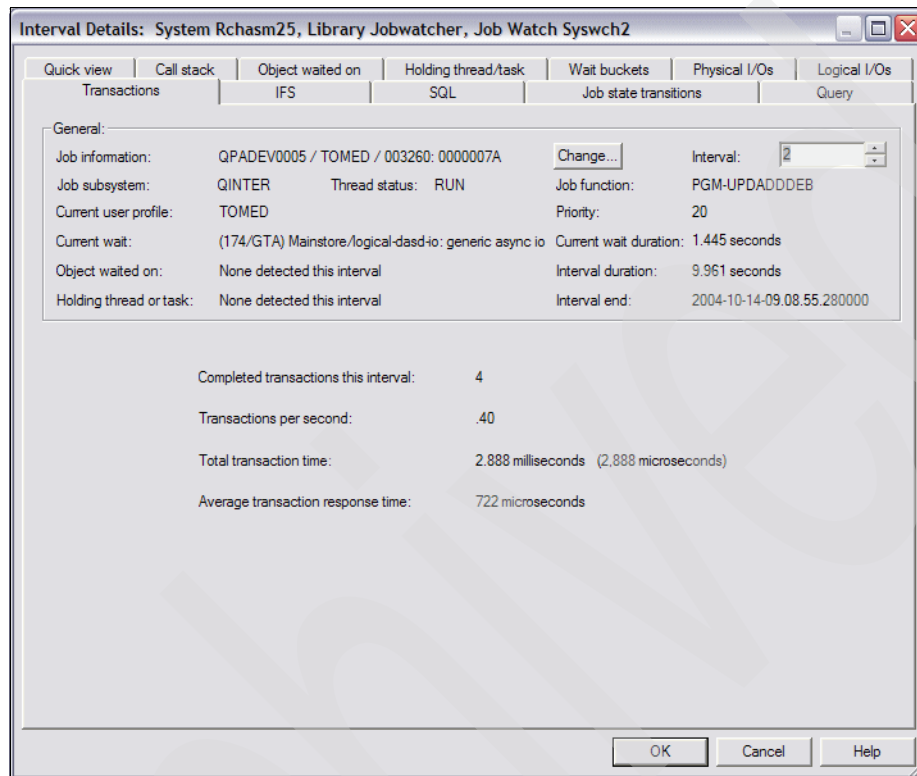 Interval Details: System Rchasm25, Library Jobwatcher, Job Watch Syswch2
Quick view Call stack Object waited on Holding thread/task Wait buckets Physical I/Os Logical I/Os
Transactions IFS SQL Job state transitions Query
General:
Job information: QPADEV0005 / TOMED / 003260: 0000007A Change... Interval: 2
Job subsystem: QINTER Thread status: RUN Job function: PGM-UPDADDDEB
Current user profile: TOMED Priority: 20
Current wait: (174/GTA) Mainstore/logical-dasd-io: generic async io Current wait duration: 1.445 seconds
Object waited on: None detected this interval Interval duration: 9.961 seconds
Holding thread or task: None detected this interval Interval end: 2004-10-14-09.08.55.280000
Completed transactions this interval: 4
Transactions per second: .40
Total transaction time: 2.888 milliseconds (2,888 microseconds)
Average transaction response time: 722 microseconds
OK Cancel Help